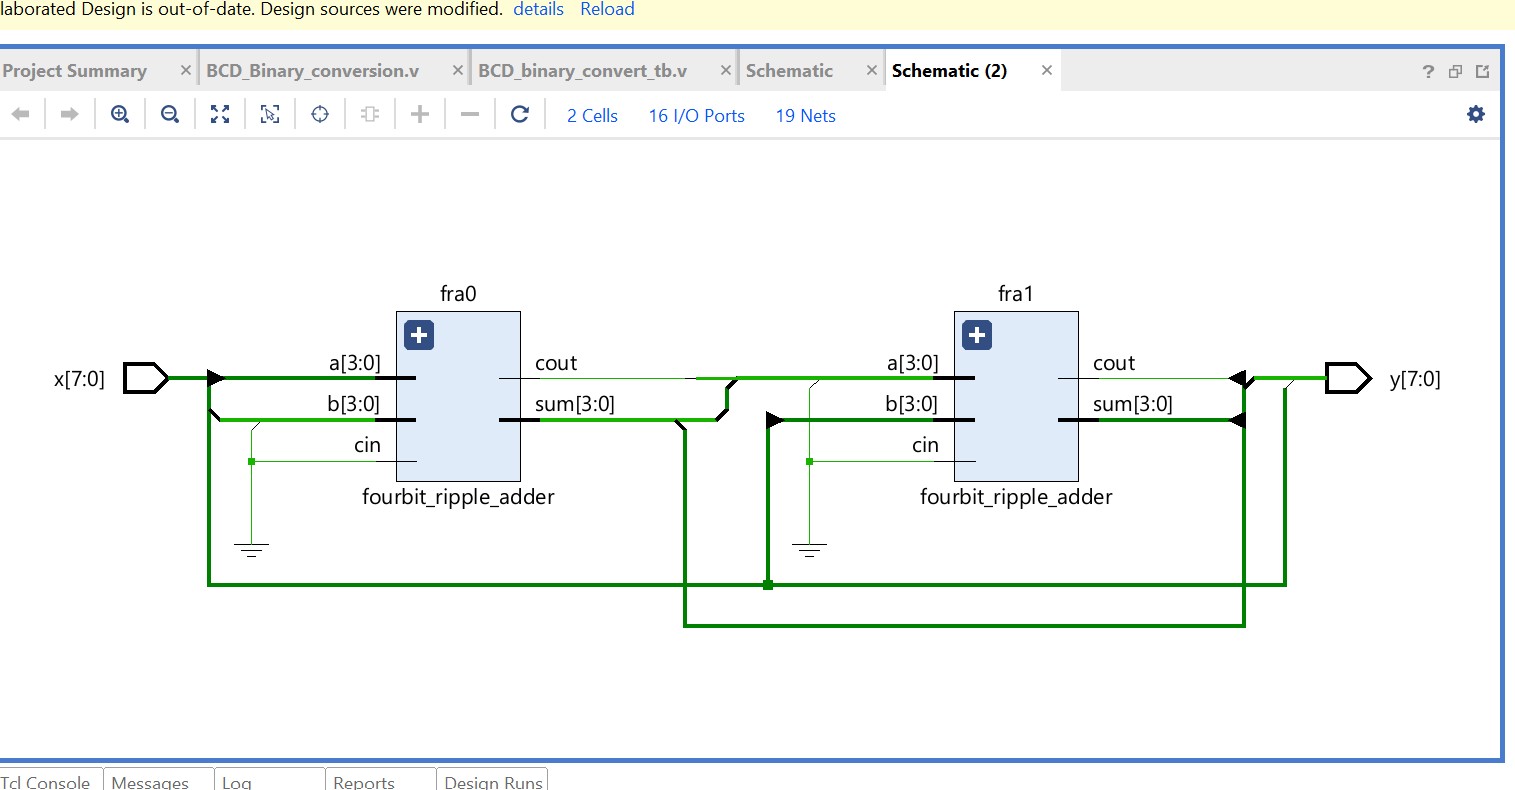 laborated Design is out-of-date. Design sources were modified. details Reload
Project Summary × BCD_Binary_conversion.v × BCD_binary_convert_tb.v × Schematic × Schematic (2) × ?
2 Cells 16 I/O Ports 19 Nets
fra0 fra1
a[3:0] cout a[3:0] cout
x[7:0] y[7:0]
b[3:0] sum[3:0] b[3:0] sum[3:0]
cin cin
fourbit_ripple_adder fourbit_ripple_adder
Tcl Console Messages Log Reports Design Runs